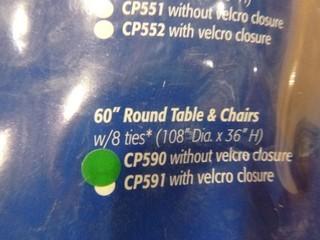 CP551 without velcro closure
CP552 with velcro closure
60" Round Table & Chairs
w/8 ties* (108" Dia. x 36" H)
CP590 without velcro closure
CP591 with velcro closure